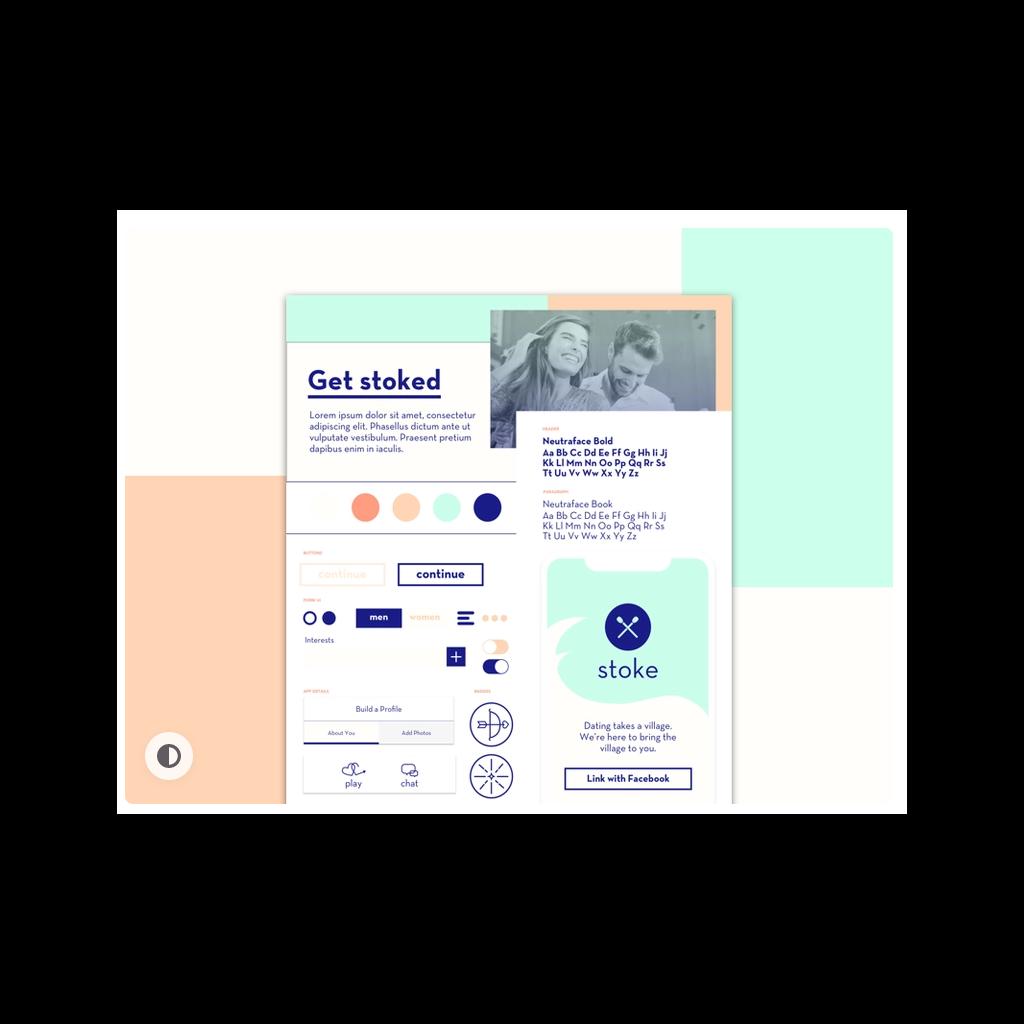 Get stoked
Lorem ipsum dolor sit amet, consectetur
adipiscing elit. Phasellus dictum ante ut
vulputate vestibulum. Praesent pretium
dapibus enim in iaculis.
HEADER
Neutraface Bold
Aa Bb Cc Dd Ee Ff Gg Hh Ii Jj
Kk Ll Mm Nn Oo Pp Qq Rr Ss
Tt Uu Vv Ww Xx Yy Zz
PARAGRAPH
Neutraface Book
Aa Bb Cc Dd Ee Ff Gg Hh Ii Jj
Kk Ll Mm Nn Oo Pp Qq Rr Ss
Tt Uu Vv Ww Xx Yy Zz
BUTTONS
continue
continue
FORM UI
men
women
Interests
APP DETAILS
Build a Profile
About You
Add Photos
play
chat
BADGES
stoke
Dating takes a village.
We're here to bring the
village to you.
Link with Facebook